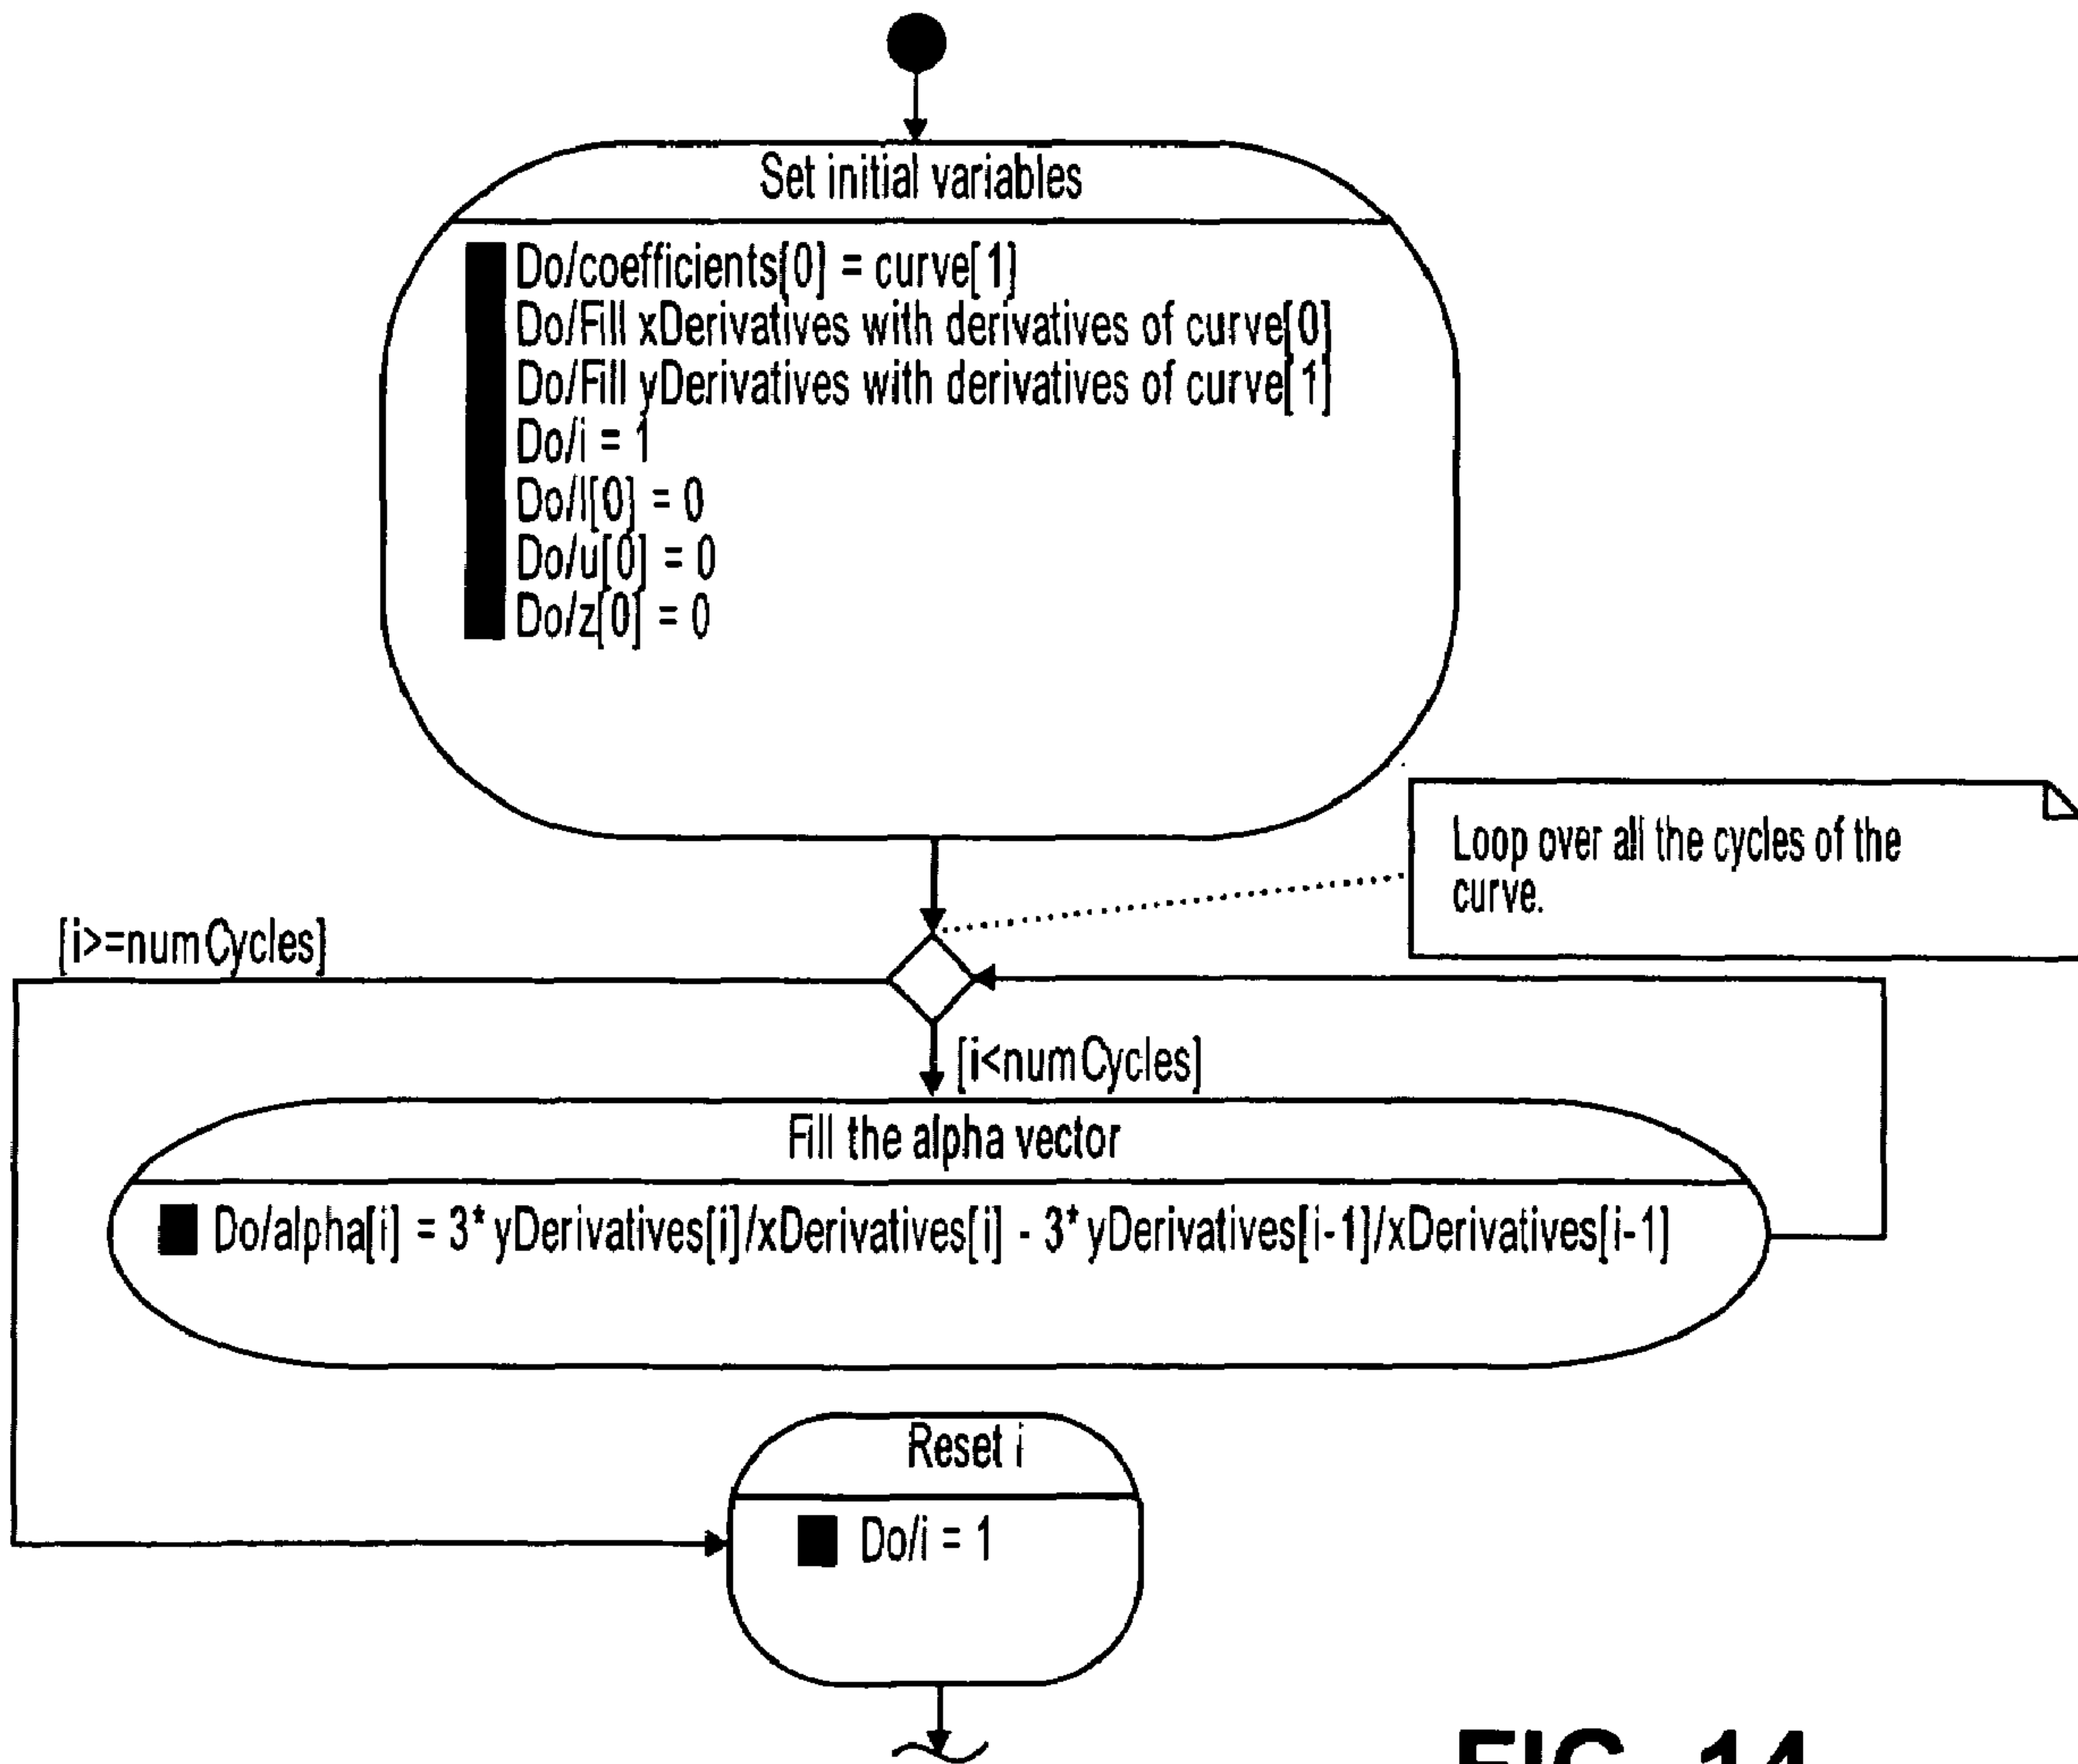 Set initial variables
Do/coefficients[0] = curve[1]
Do/Fill xDerivatives with derivatives of curve[0]
Do/Fill yDerivatives with derivatives of curve[1]
Do/i = 1
Do/l[0] = 0
Do/u[0] = 0
Do/z[0] = 0
Loop over all the cycles of the
curve.
[i>=numCycles]
[i<numCycles]
Fill the alpha vector
Do/alpha[i] = 3*yDerivatives[i]/xDerivatives[i] - 3*yDerivatives[i-1]/xDerivatives[i-1]
Reset i
Do/i = 1
FIG. 14